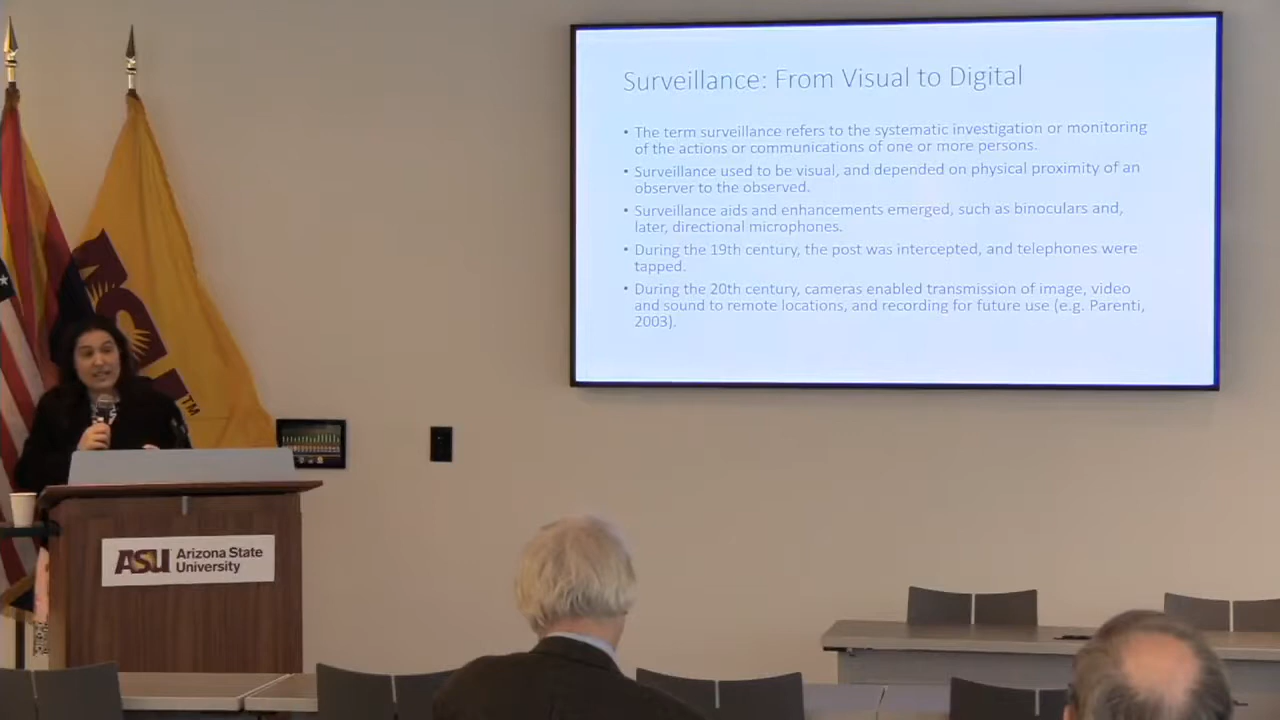 Surveillance: From Visual to Digital
• The term surveillance refers to the systematic investigation or monitoring
of the actions or communications of one or more persons.
• Surveillance used to be visual, and depended on physical proximity of an
observer to the observed.
• Surveillance aids and enhancements emerged, such as binoculars and,
later, directional microphones.
• During the 19th century, the post was intercepted, and telephones were
tapped.
• During the 20th century, cameras enabled transmission of image, video
and sound to remote locations, and recording for future use (e.g. Parenti,
2003).
TM
ASU Arizona State
University